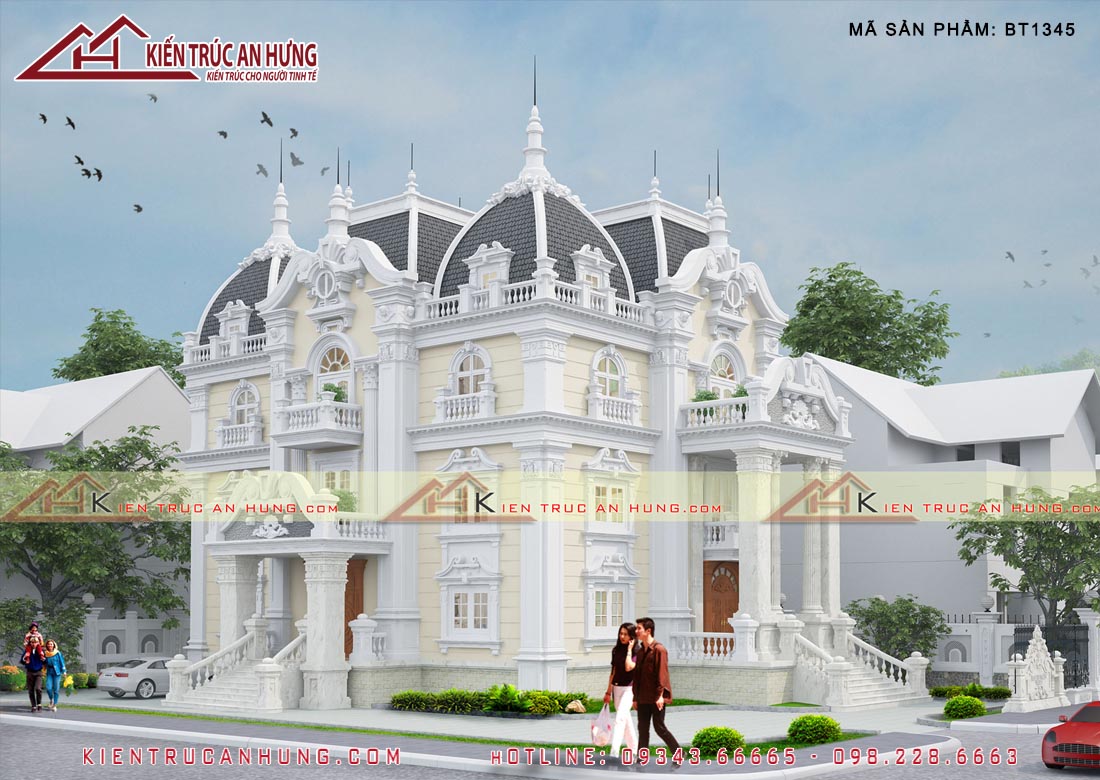 KIẾN TRÚC AN HƯNG
KIẾN TRÚC CHO NGƯỜI TINH TẾ
MÃ SẢN PHẨM: BT1345
KIEN TRUC AN HUNG.COM
KIEN TRUC AN HUNG.COM
KIEN TRUC AN HUNG.COM
KIENTRUCANHUNG.COM HOTLINE: 09343.66665 - 098.228.6663